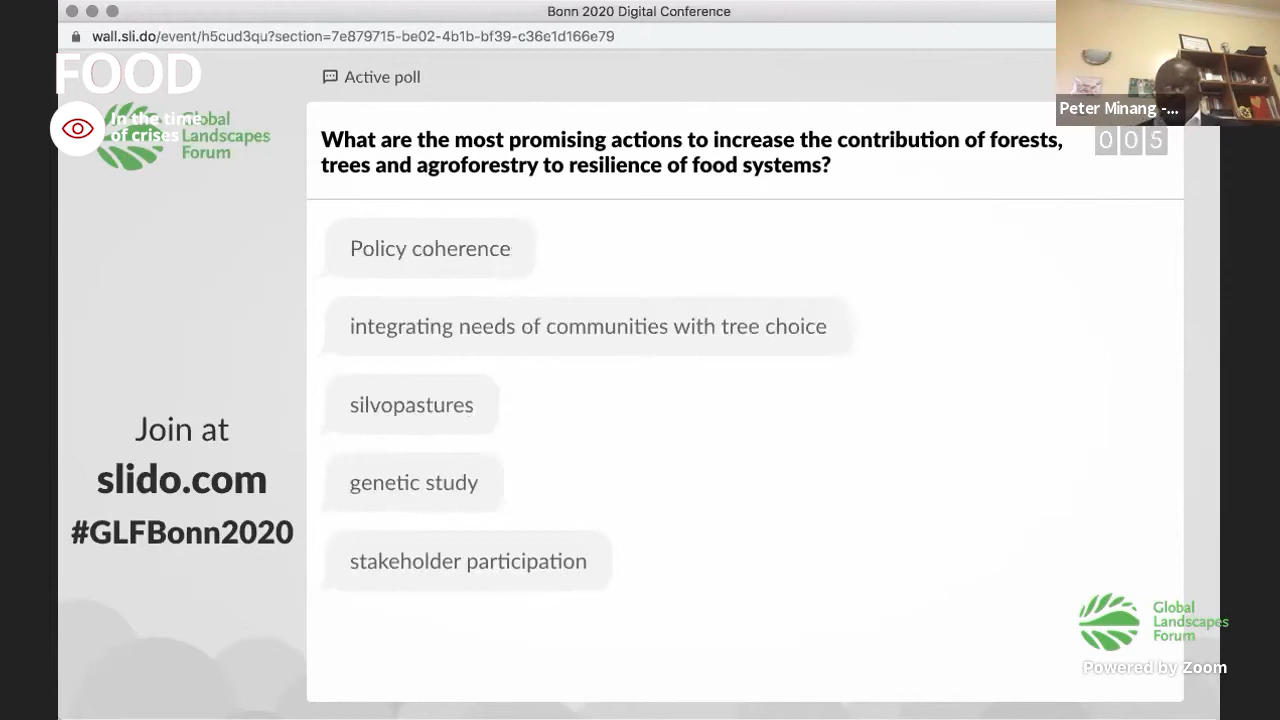 Bonn 2020 Digital Conference
wall.sli.do/event/h5cud3qu?section=7e879715-be02-4b1b-bf39-c36e1d166e79
FOOD
In the time
of crises
Global
Landscapes
Forum
Active poll
Peter Minang -...
What are the most promising actions to increase the contribution of forests,
trees and agroforestry to resilience of food systems?
005
Policy coherence
integrating needs of communities with tree choice
silvopastures
genetic study
stakeholder participation
Join at
slido.com
#GLFBonn2020
Global
Landscapes
Forum
Powered by Zoom